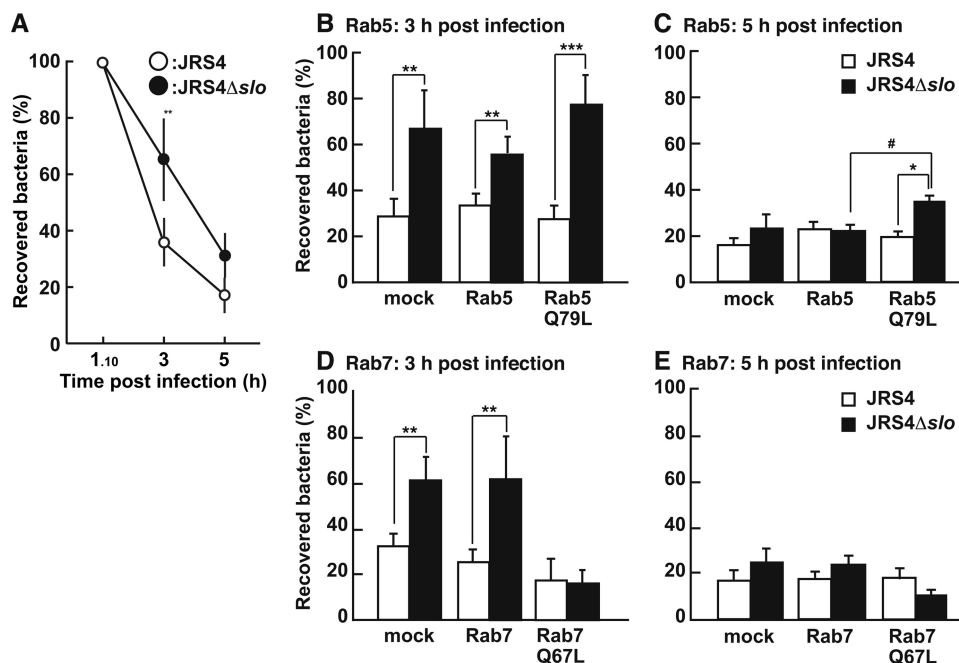 A
:JRS4
:JRS4Δslo
Recovered bacteria (%)
100
80
60
40
20
0
**
1.10
3
5
Time post infection (h)
B Rab5: 3 h post infection
Recovered bacteria (%)
100
80
60
40
20
0
**
**
***
mock
Rab5
Rab5
Q79L
C Rab5: 5 h post infection
JRS4
JRS4Δslo
100
80
60
40
20
0
#
*
mock
Rab5
Rab5
Q79L
D Rab7: 3 h post infection
Recovered bacteria (%)
100
80
60
40
20
0
**
**
mock
Rab7
Rab7
Q67L
E Rab7: 5 h post infection
JRS4
JRS4Δslo
100
80
60
40
20
0
mock
Rab7
Rab7
Q67L